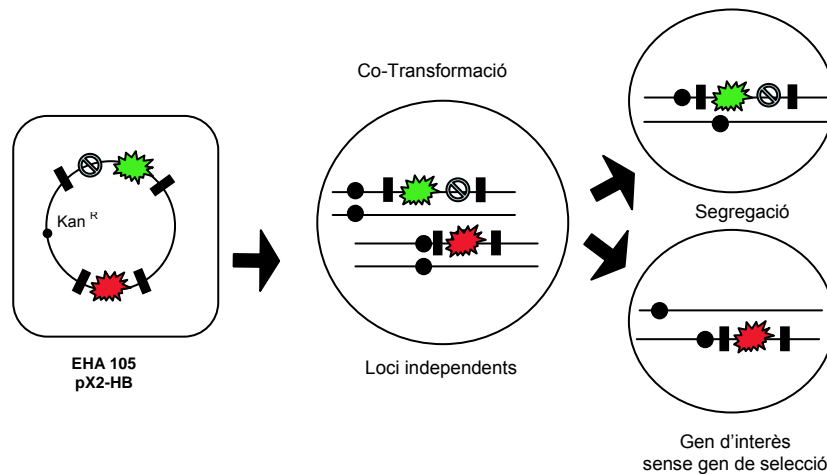 Co-Transformació
Kan R
EHA 105
pX2-HB
Loci independents
Segregació
Gen d'interès
sense gen de selecció